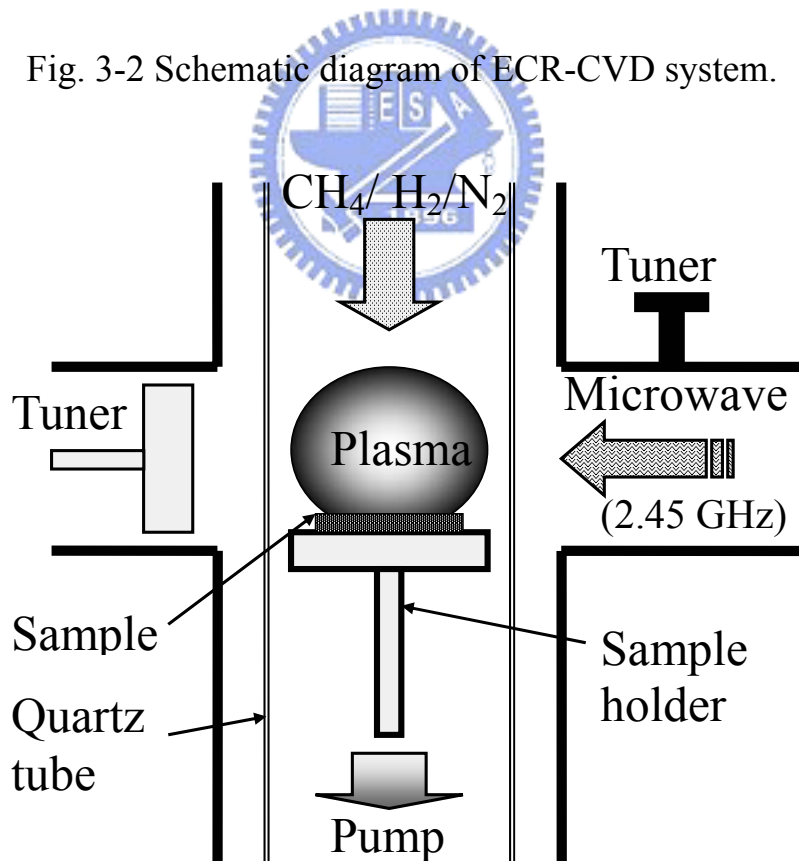 Fig. 3-2 Schematic diagram of ECR-CVD system.
E S A
CH₄/ H₂/N₂
1896
Tuner
Tuner
Microwave
Plasma
(2.45 GHz)
Sample
Sample
holder
Quartz
tube
Pump